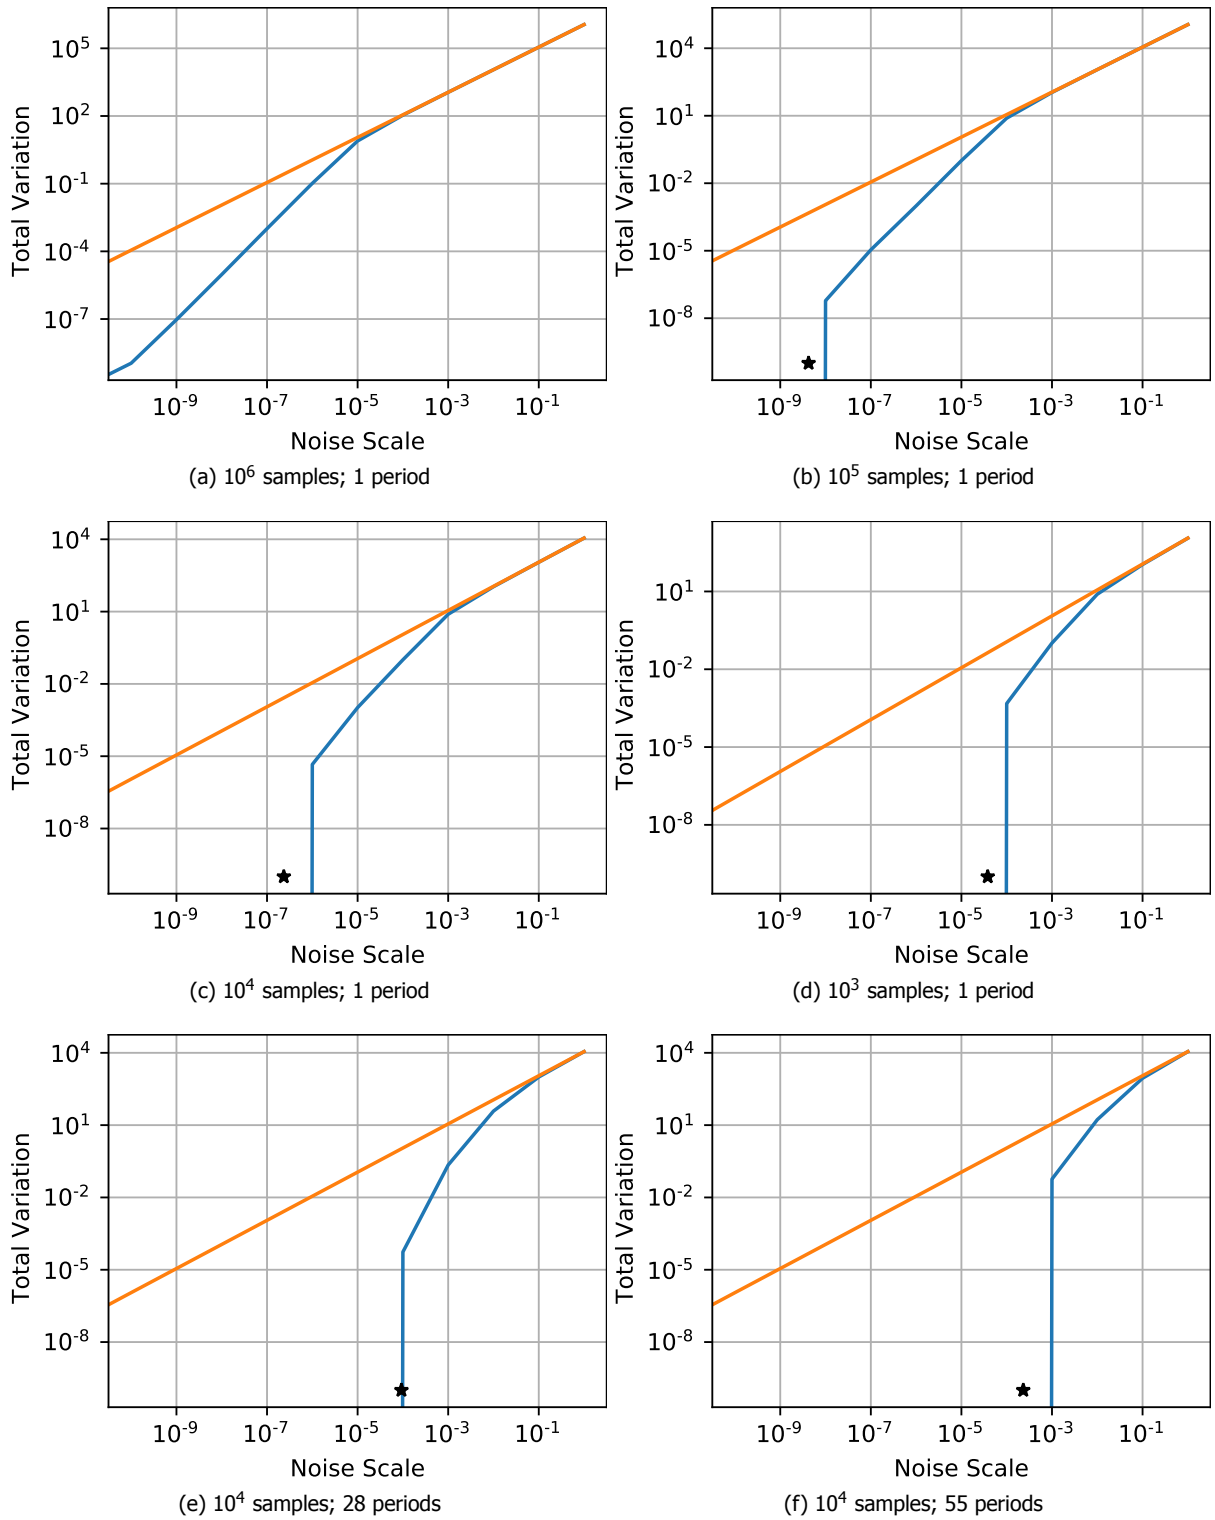 10^5
10^2
10^-1
10^-4
10^-7
Total Variation
10^-9 10^-7 10^-5 10^-3 10^-1
Noise Scale
(a) 10^6 samples; 1 period
10^4
10^1
10^-2
10^-5
10^-8
Total Variation
10^-9 10^-7 10^-5 10^-3 10^-1
Noise Scale
(b) 10^5 samples; 1 period
10^4
10^1
10^-2
10^-5
10^-8
Total Variation
10^-9 10^-7 10^-5 10^-3 10^-1
Noise Scale
(c) 10^4 samples; 1 period
10^1
10^-2
10^-5
10^-8
Total Variation
10^-9 10^-7 10^-5 10^-3 10^-1
Noise Scale
(d) 10^3 samples; 1 period
10^4
10^1
10^-2
10^-5
10^-8
Total Variation
10^-9 10^-7 10^-5 10^-3 10^-1
Noise Scale
(e) 10^4 samples; 28 periods
10^4
10^1
10^-2
10^-5
10^-8
Total Variation
10^-9 10^-7 10^-5 10^-3 10^-1
Noise Scale
(f) 10^4 samples; 55 periods